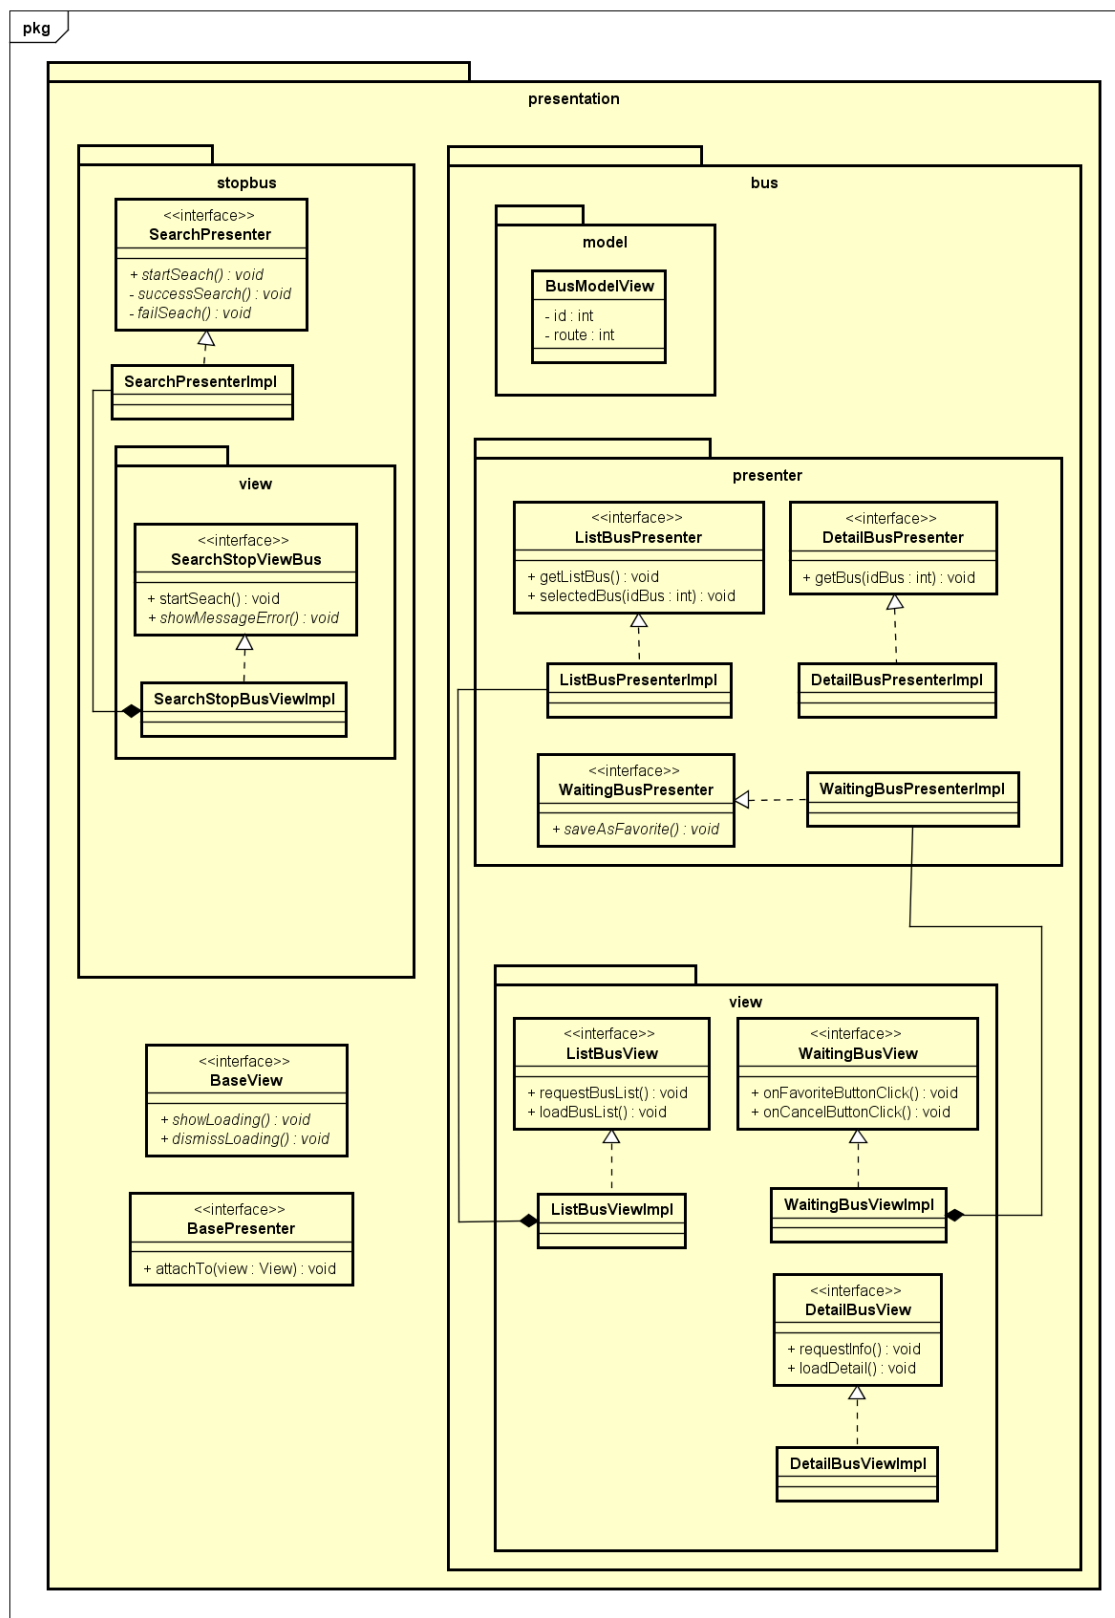 pkg
presentation
stopbus
<<interface>>
SearchPresenter
+ startSeach() : void
- successSearch() : void
- failSeach() : void
SearchPresenterImpl
view
<<interface>>
SearchStopViewBus
+ startSeach() : void
+ showMessageError() : void
SearchStopBusViewImpl
<<interface>>
BaseView
+ showLoading() : void
+ dismissLoading() : void
<<interface>>
BasePresenter
+ attachTo(view : View) : void
bus
model
BusModelView
- id : int
- route : int
presenter
<<interface>>
ListBusPresenter
+ getListBus() : void
+ selectedBus(idBus : int) : void
<<interface>>
DetailBusPresenter
+ getBus(idBus : int) : void
ListBusPresenterImpl
DetailBusPresenterImpl
<<interface>>
WaitingBusPresenter
+ saveAsFavorite() : void
WaitingBusPresenterImpl
view
<<interface>>
ListBusView
+ requestBusList() : void
+ loadBusList() : void
<<interface>>
WaitingBusView
+ onFavoriteButtonClick() : void
+ onCancelButtonClick() : void
ListBusViewImpl
WaitingBusViewImpl
<<interface>>
DetailBusView
+ requestInfo() : void
+ loadDetail() : void
DetailBusViewImpl